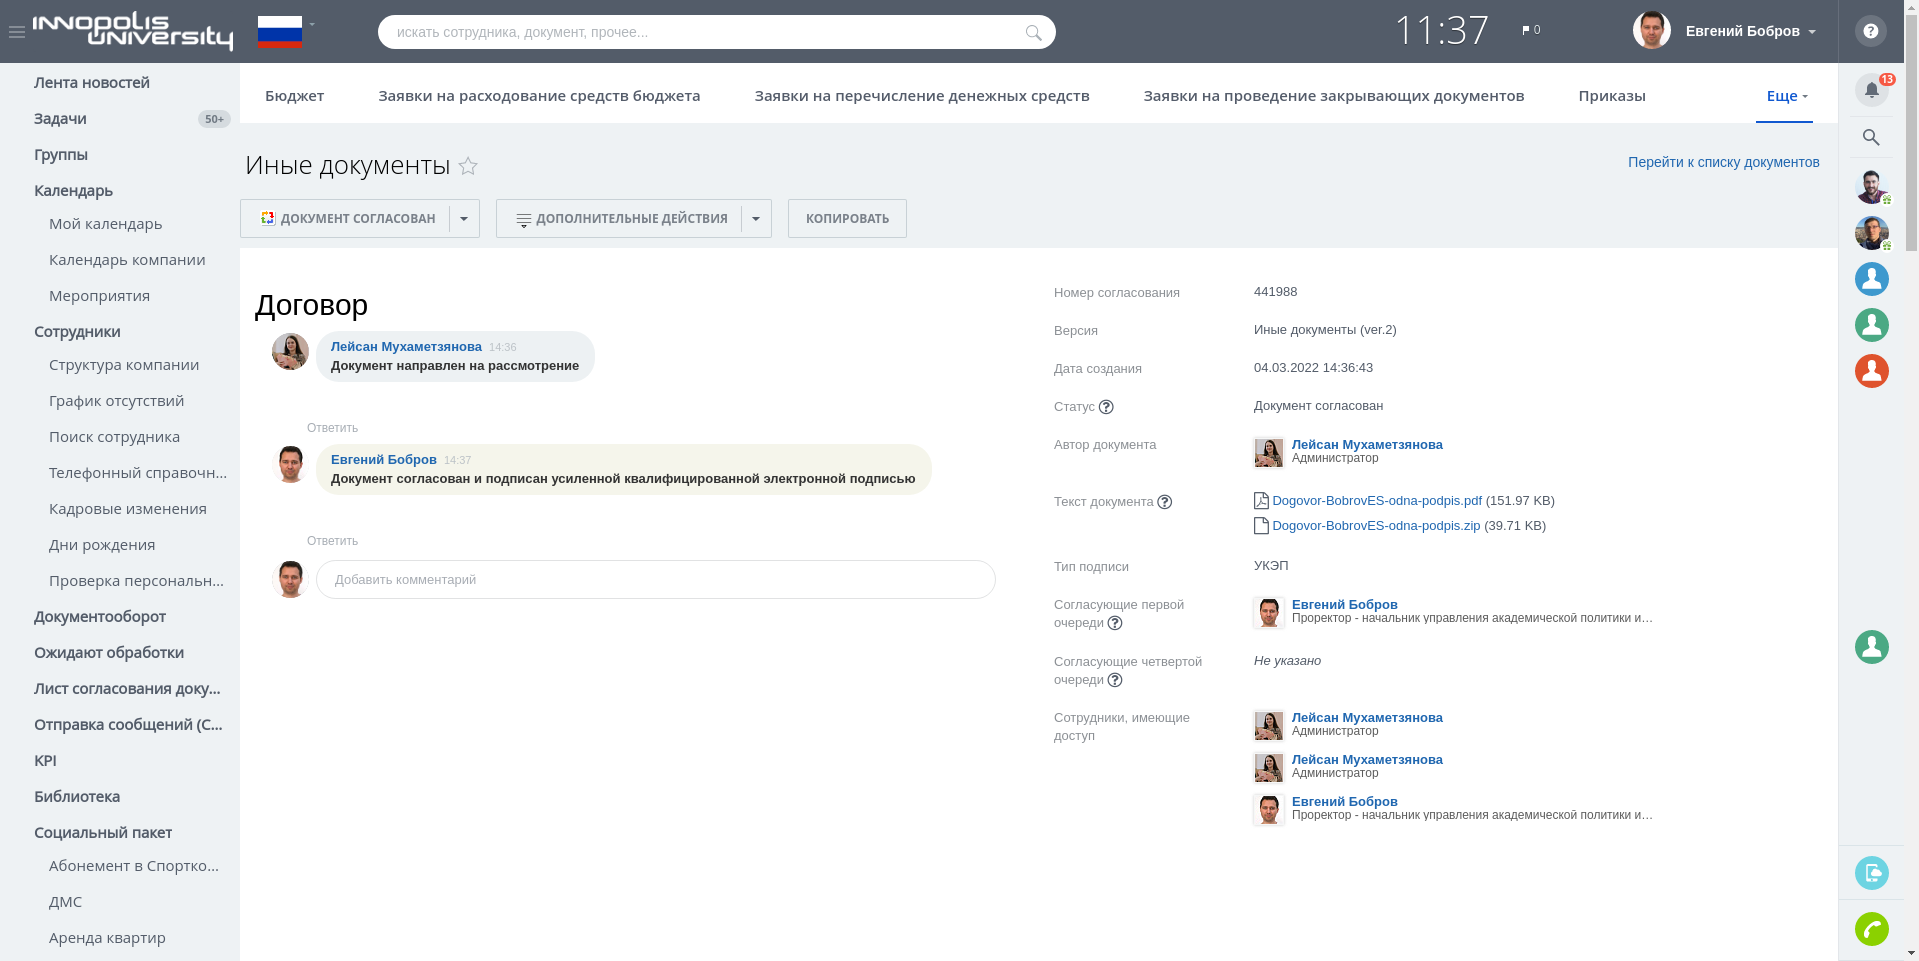 INNOPOLIS
UNIVERSITY
искать сотрудника, документ, прочее...
11:37
0
Евгений Бобров
?
13
Лента новостей
Задачи
50+
Группы
Календарь
Мой календарь
Календарь компании
Мероприятия
Сотрудники
Структура компании
График отсутствий
Поиск сотрудника
Телефонный справочн...
Кадровые изменения
Дни рождения
Проверка персональн...
Документооборот
Ожидают обработки
Лист согласования доку...
Отправка сообщений (С...
KPI
Библиотека
Социальный пакет
Абонемент в Спортко...
ДМС
Аренда квартир
Бюджет
Заявки на расходование средств бюджета
Заявки на перечисление денежных средств
Заявки на проведение закрывающих документов
Приказы
Еще
Иные документы
Перейти к списку документов
ДОКУМЕНТ СОГЛАСОВАН
ДОПОЛНИТЕЛЬНЫЕ ДЕЙСТВИЯ
КОПИРОВАТЬ
Договор
Лейсан Мухаметзянова 14:36
Документ направлен на рассмотрение
Ответить
Евгений Бобров 14:37
Документ согласован и подписан усиленной квалифицированной электронной подписью
Ответить
Добавить комментарий
Номер согласования 441988
Версия Иные документы (ver.2)
Дата создания 04.03.2022 14:36:43
Статус ? Документ согласован
Автор документа Лейсан Мухаметзянова
Администратор
Текст документа ? Dogovor-BobrovES-odna-podpis.pdf (151.97 KB)
Dogovor-BobrovES-odna-podpis.zip (39.71 KB)
Тип подписи УКЭП
Согласующие первой
очереди ?
Евгений Бобров
Проректор - начальник управления академической политики и…
Согласующие четвертой
очереди ?
Не указано
Сотрудники, имеющие
доступ
Лейсан Мухаметзянова
Администратор
Лейсан Мухаметзянова
Администратор
Евгений Бобров
Проректор - начальник управления академической политики и…